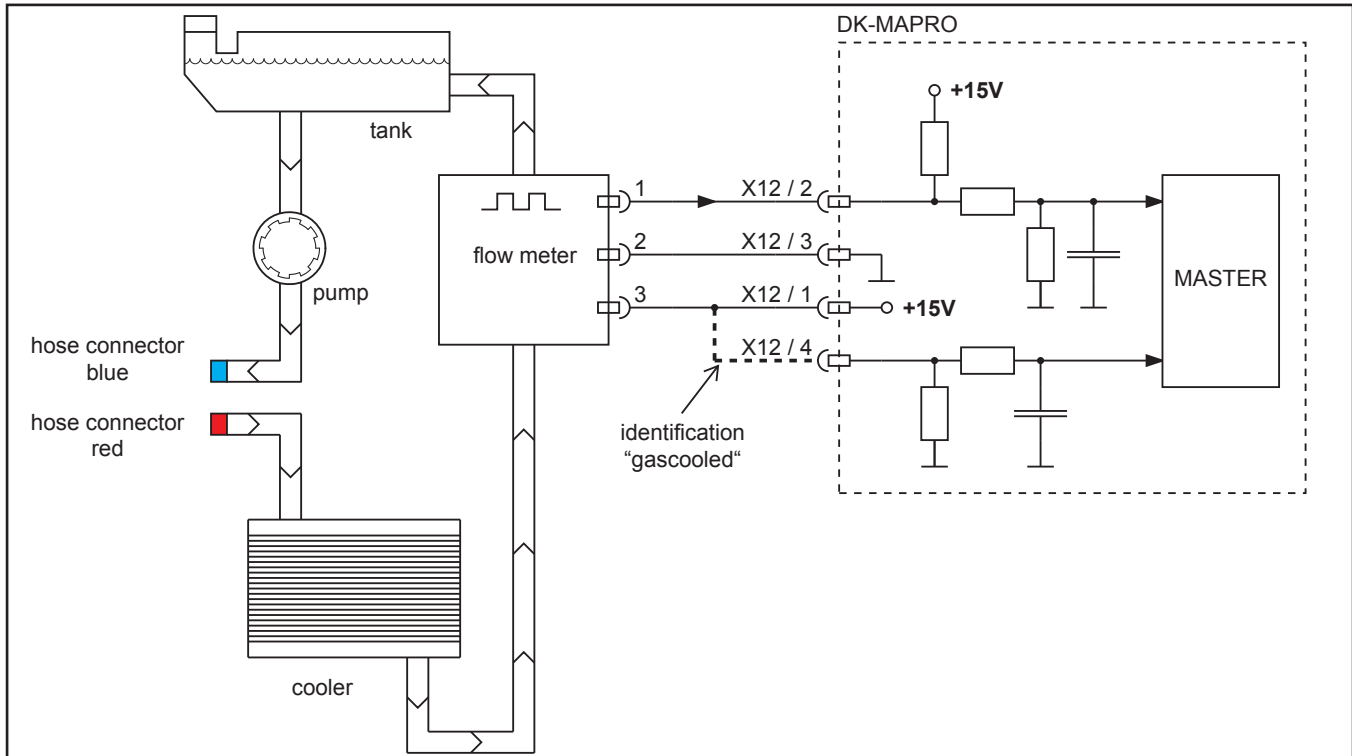 DK-MAPRO
+15V
tank
1
X12 / 2
2
X12 / 3
flow meter
MASTER
pump
3
X12 / 1
+15V
X12 / 4
hose connector
blue
hose connector
red
identification
“gascooled“
cooler